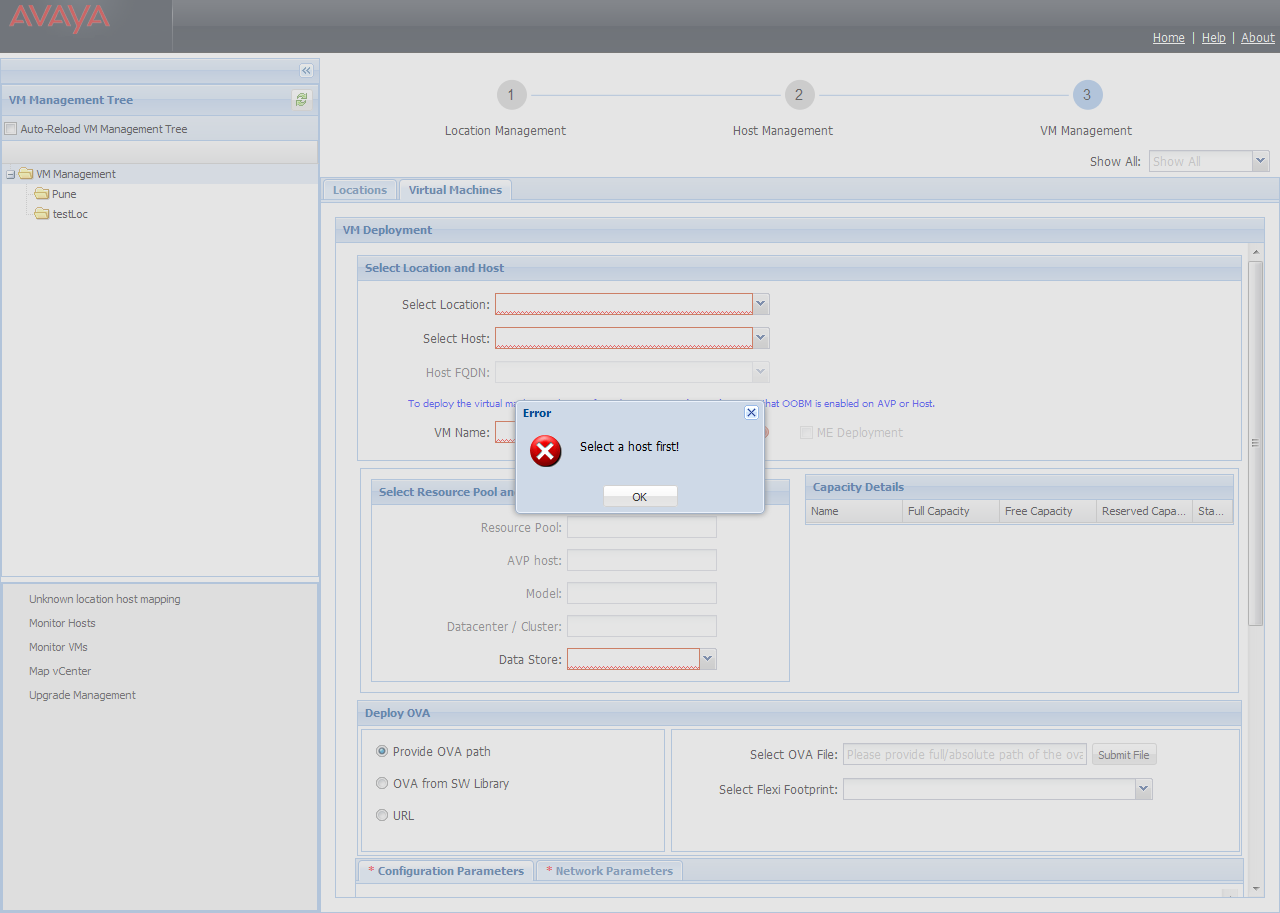 AVAYA
Home | Help | About
VM Management Tree
Auto-Reload VM Management Tree
VM Management
Pune
testLoc
Unknown location host mapping
Monitor Hosts
Monitor VMs
Map vCenter
Upgrade Management
1
2
3
Location Management
Host Management
VM Management
Show All: Show All
Locations
Virtual Machines
VM Deployment
Select Location and Host
Select Location:
Select Host:
Host FQDN:
To deploy the virtual that OOBM is enabled on AVP or Host.
VM Name:
ME Deployment
Error
Select a host first!
OK
Select Resource Pool
Resource Pool:
AVP host:
Model:
Datacenter / Cluster:
Data Store:
Capacity Details
Name
Full Capacity
Free Capacity
Reserved Capa...
Sta...
Deploy OVA
Provide OVA path
OVA from SW Library
URL
Select OVA File: Please provide full/absolute path of the ova
Submit File
Select Flexi Footprint:
* Configuration Parameters
* Network Parameters